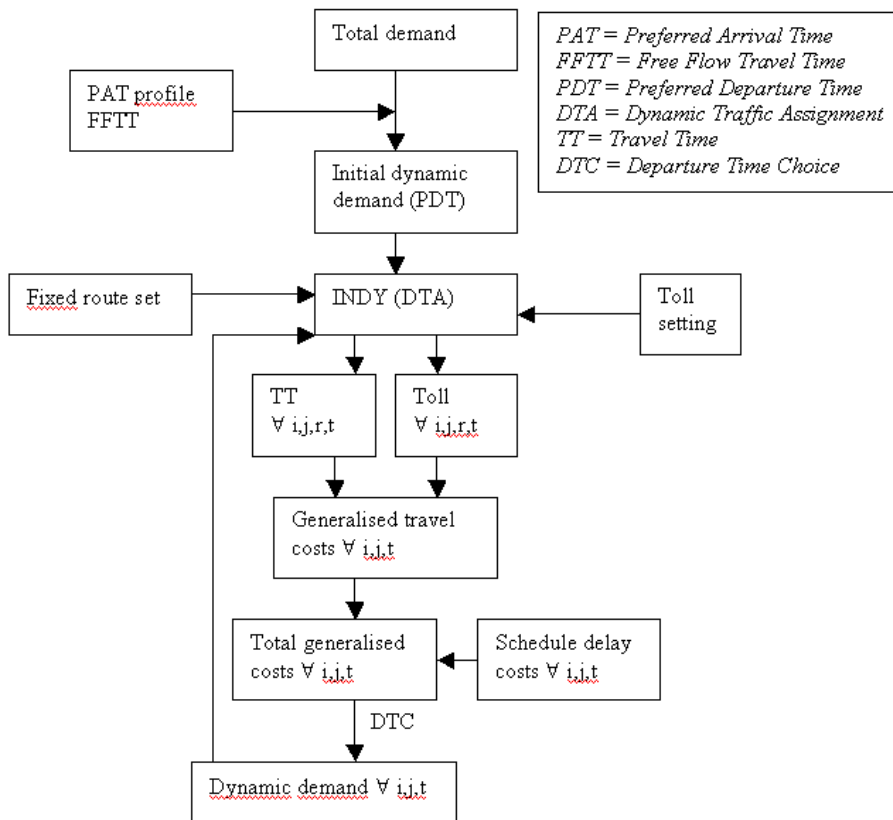 Total demand
PAT = Preferred Arrival Time
FFTT = Free Flow Travel Time
PDT = Preferred Departure Time
DTA = Dynamic Traffic Assignment
TT = Travel Time
DTC = Departure Time Choice
PAT profile
FFTT
Initial dynamic
demand (PDT)
Fixed route set
INDY (DTA)
Toll
setting
TT
∀ i,j,r,t
Toll
∀ i,j,r,t
Generalised travel
costs ∀ i,j,t
Total generalised
costs ∀ i,j,t
Schedule delay
costs ∀ i,j,t
DTC
Dynamic demand ∀ i,j,t